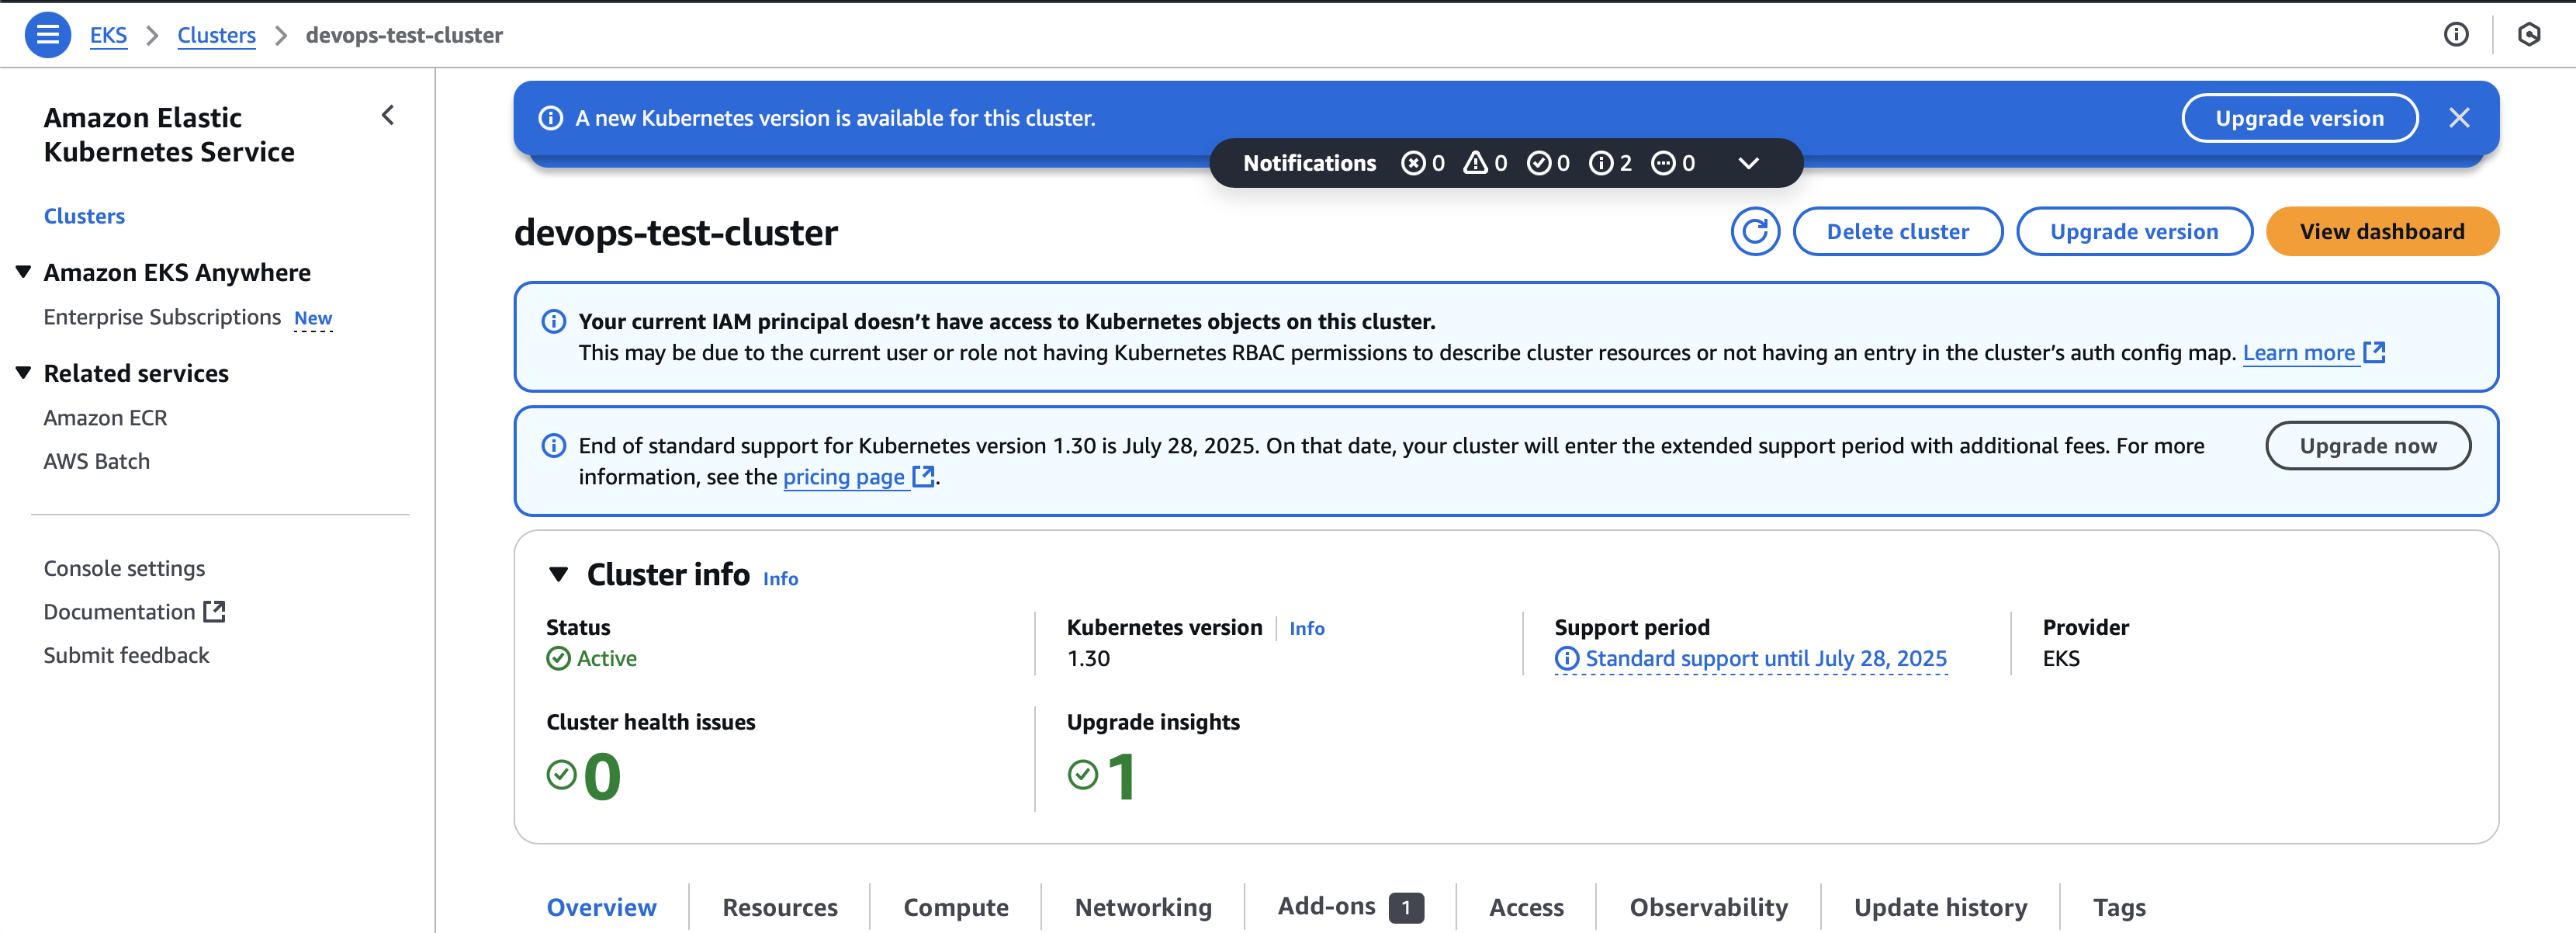 EKS > Clusters > devops-test-cluster
Amazon Elastic
Kubernetes Service
Clusters
Amazon EKS Anywhere
Enterprise Subscriptions New
Related services
Amazon ECR
AWS Batch
Console settings
Documentation
Submit feedback
A new Kubernetes version is available for this cluster.
Upgrade version
Notifications 0 0 0 2 0
devops-test-cluster
Delete cluster
Upgrade version
View dashboard
Your current IAM principal doesn’t have access to Kubernetes objects on this cluster.
This may be due to the current user or role not having Kubernetes RBAC permissions to describe cluster resources or not having an entry in the cluster’s auth config map. Learn more
End of standard support for Kubernetes version 1.30 is July 28, 2025. On that date, your cluster will enter the extended support period with additional fees. For more
information, see the pricing page .
Upgrade now
Cluster info Info
Status
Active
Kubernetes version Info
1.30
Support period
Standard support until July 28, 2025
Provider
EKS
Cluster health issues
0
Upgrade insights
1
Overview
Resources
Compute
Networking
Add-ons 1
Access
Observability
Update history
Tags